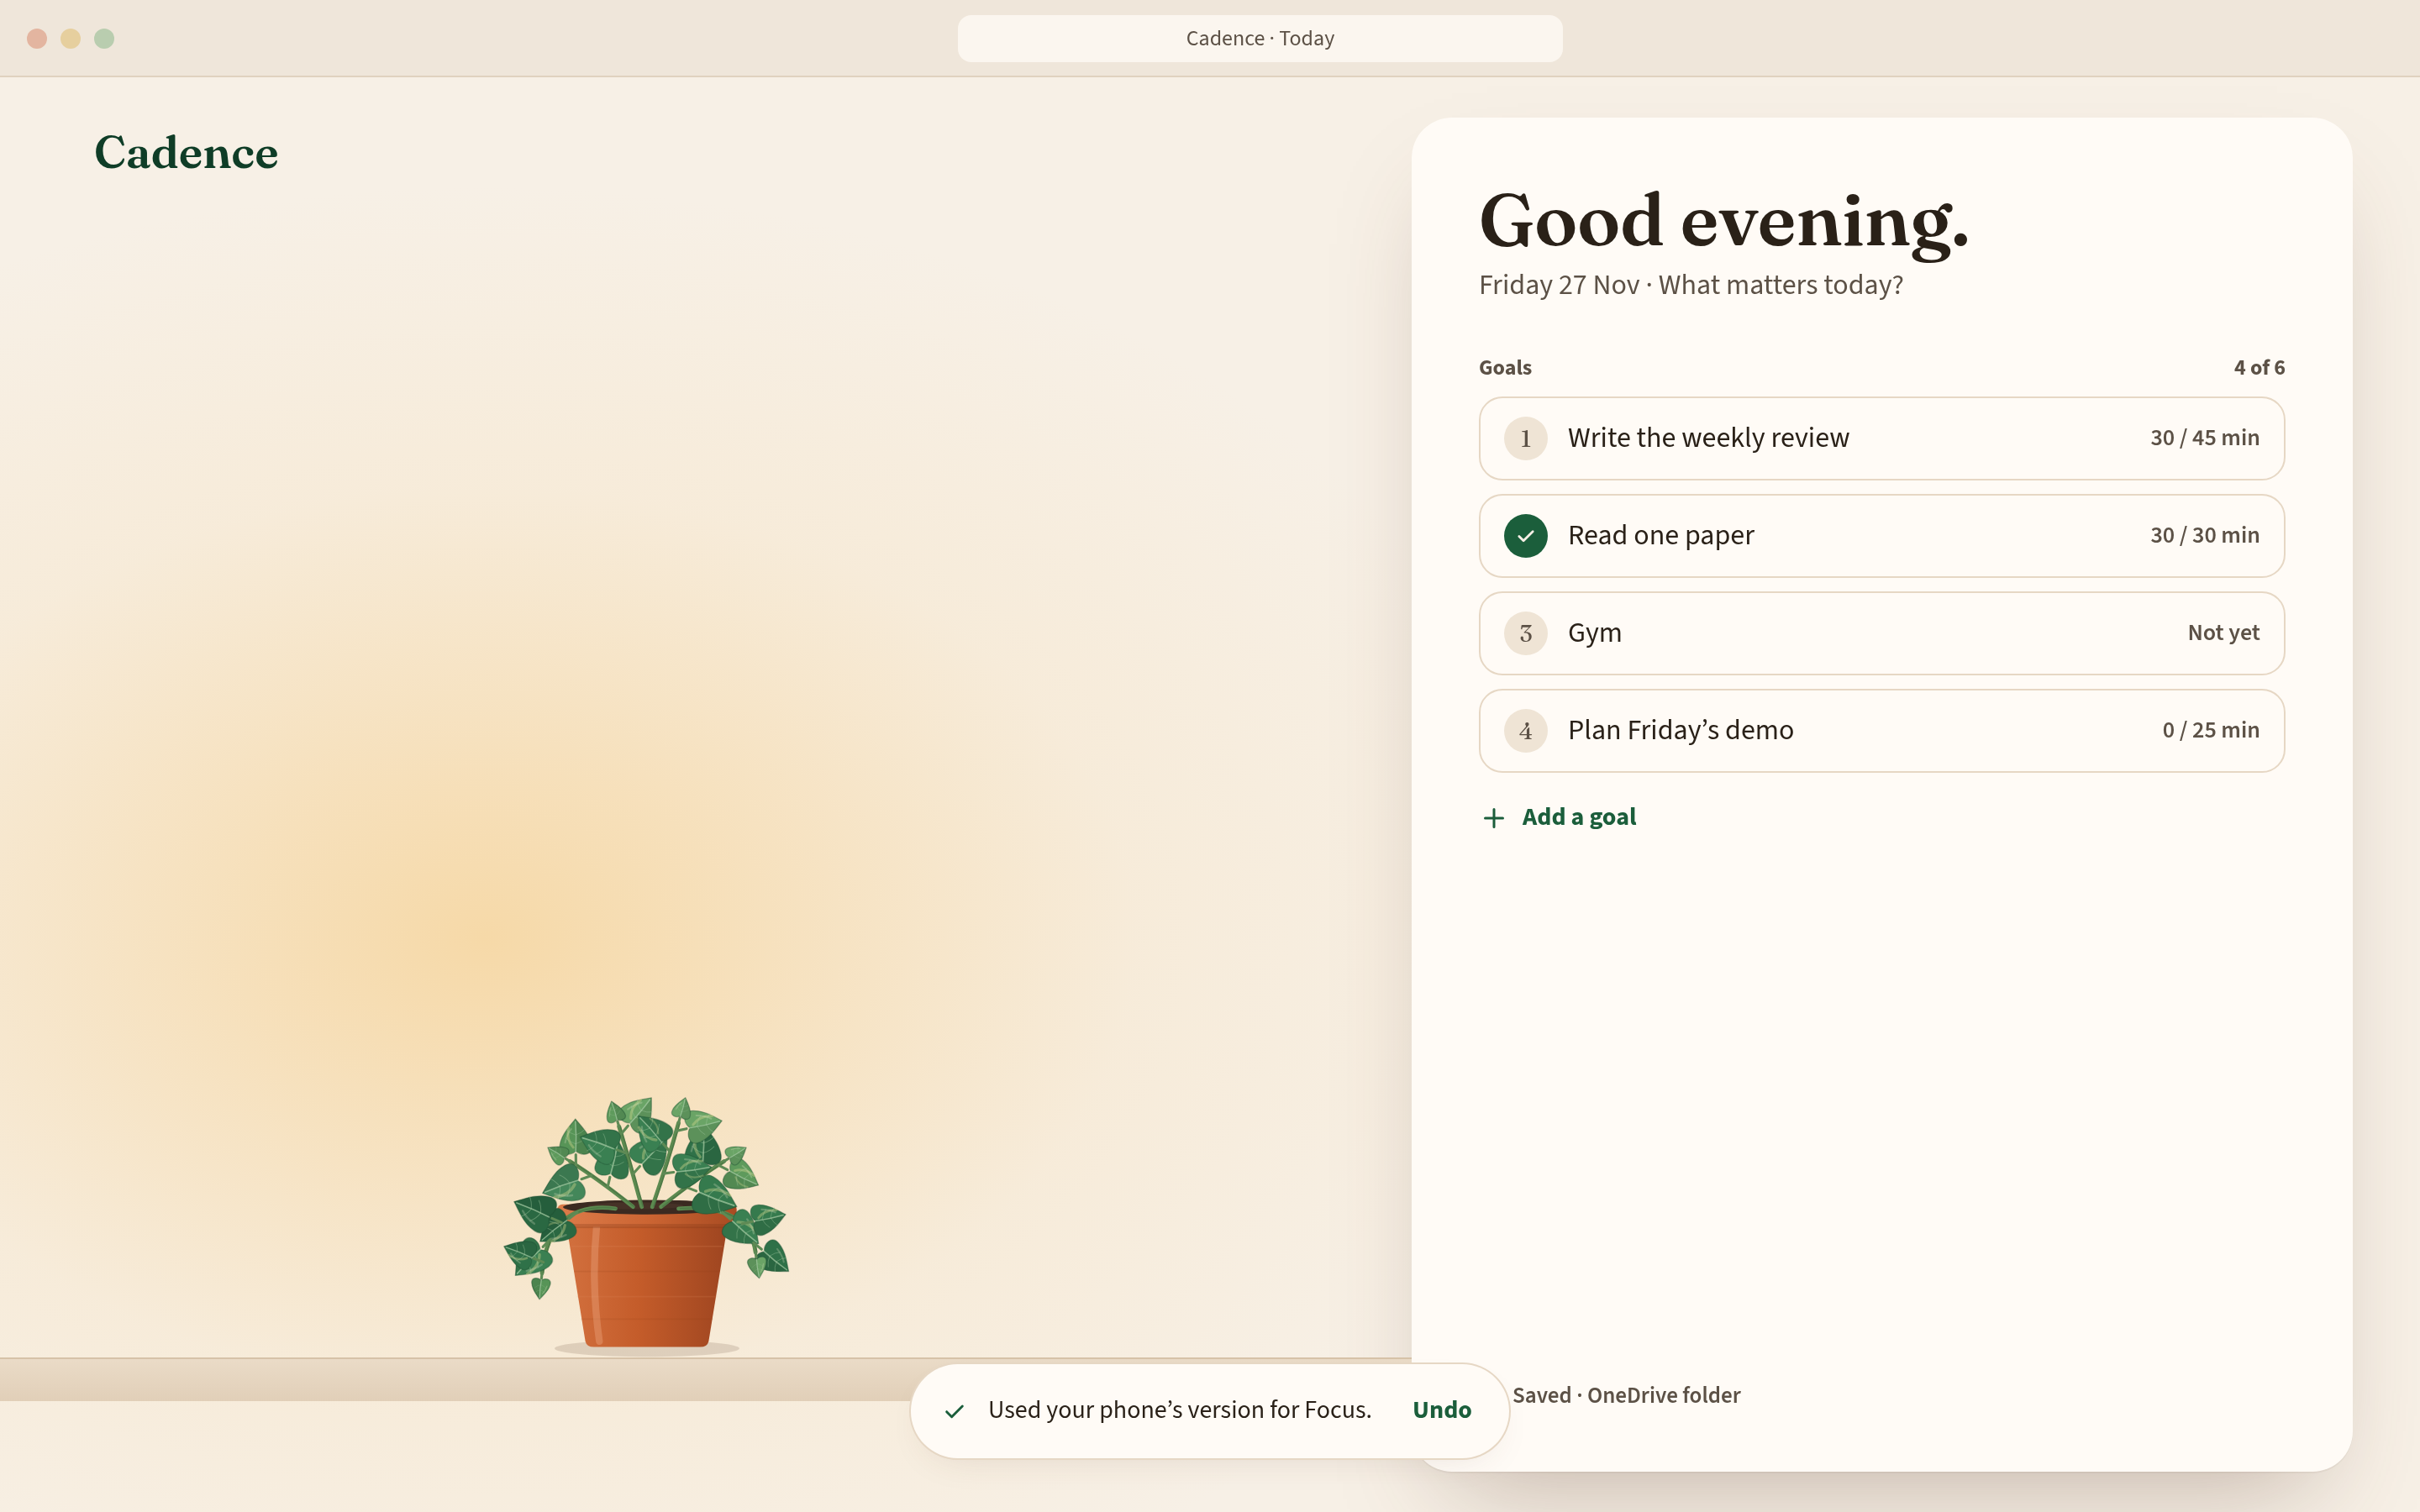 Cadence · Today
Cadence
Good evening.
Friday 27 Nov · What matters today?
Goals
4 of 6
1 Write the weekly review 30 / 45 min
Read one paper 30 / 30 min
3 Gym Not yet
4 Plan Friday’s demo 0 / 25 min
Add a goal
Used your phone’s version for Focus. Undo
Saved · OneDrive folder